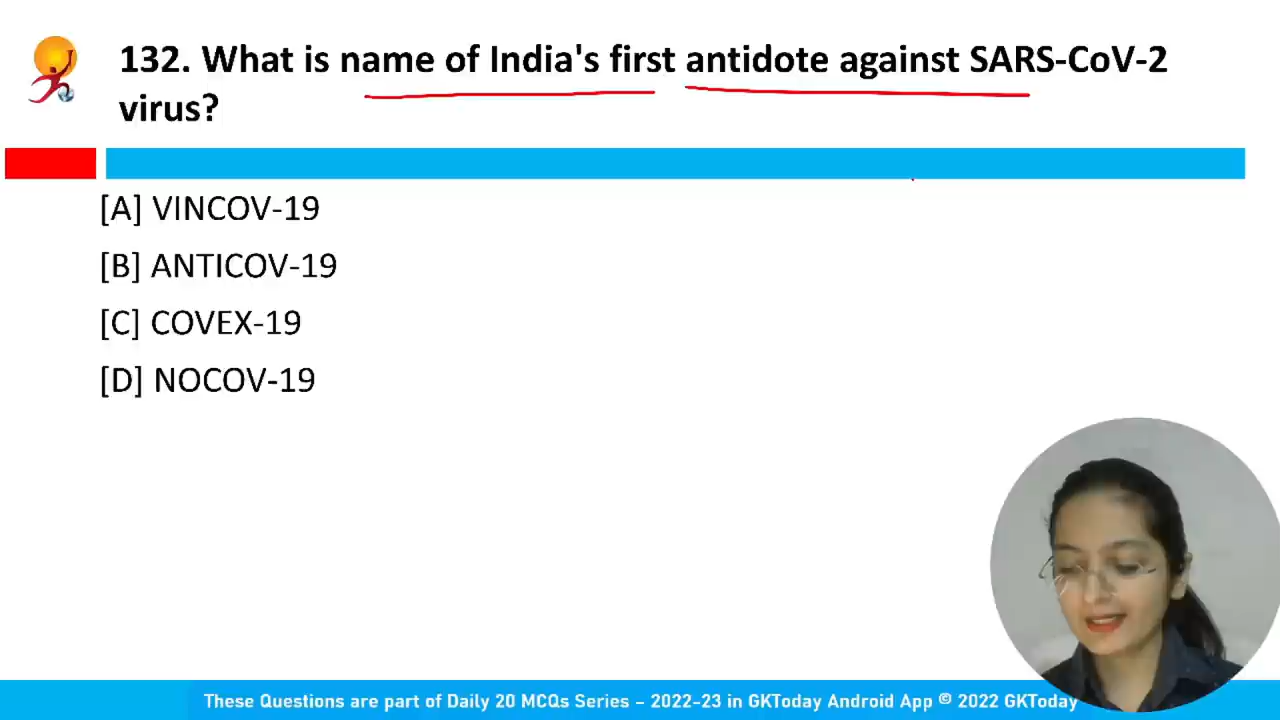 132. What is name of India's first antidote against SARS-CoV-2
virus?
[A] VINCOV-19
[B] ANTICOV-19
[C] COVEX-19
[D] NOCOV-19
These Questions are part of Daily 20 MCQs Series – 2022-23 in GKToday Android App © 2022 GKToday